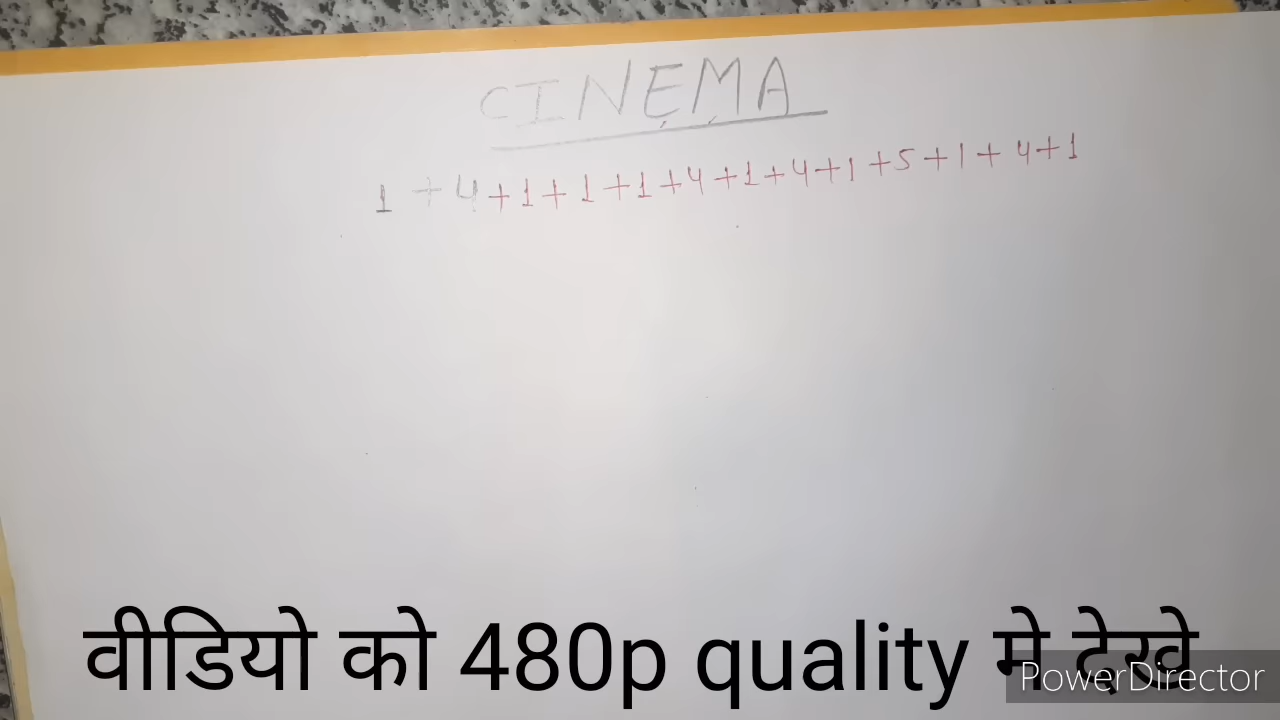 CINEMA
1 + 4 + 1 + 1 + 1 + 4 + 1 + 4 + 1 + 5 + 1 + 4 + 1
वीडियो को 480p quality मे देखे
PowerDirector